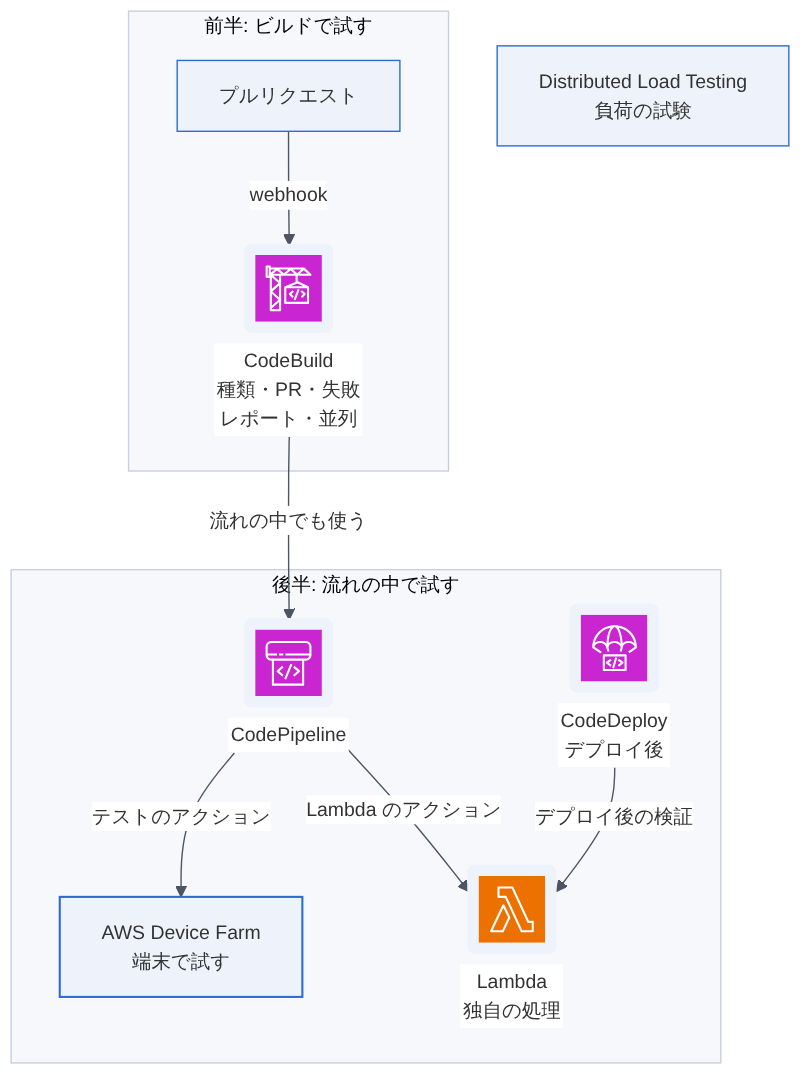 前半: ビルドで試す
プルリクエスト
Distributed Load Testing
負荷の試験
webhook
CodeBuild
種類・PR・失敗
レポート・並列
流れの中でも使う
後半: 流れの中で試す
CodePipeline
CodeDeploy
デプロイ後
テストのアクション
Lambda のアクション
デプロイ後の検証
AWS Device Farm
端末で試す
Lambda
独自の処理